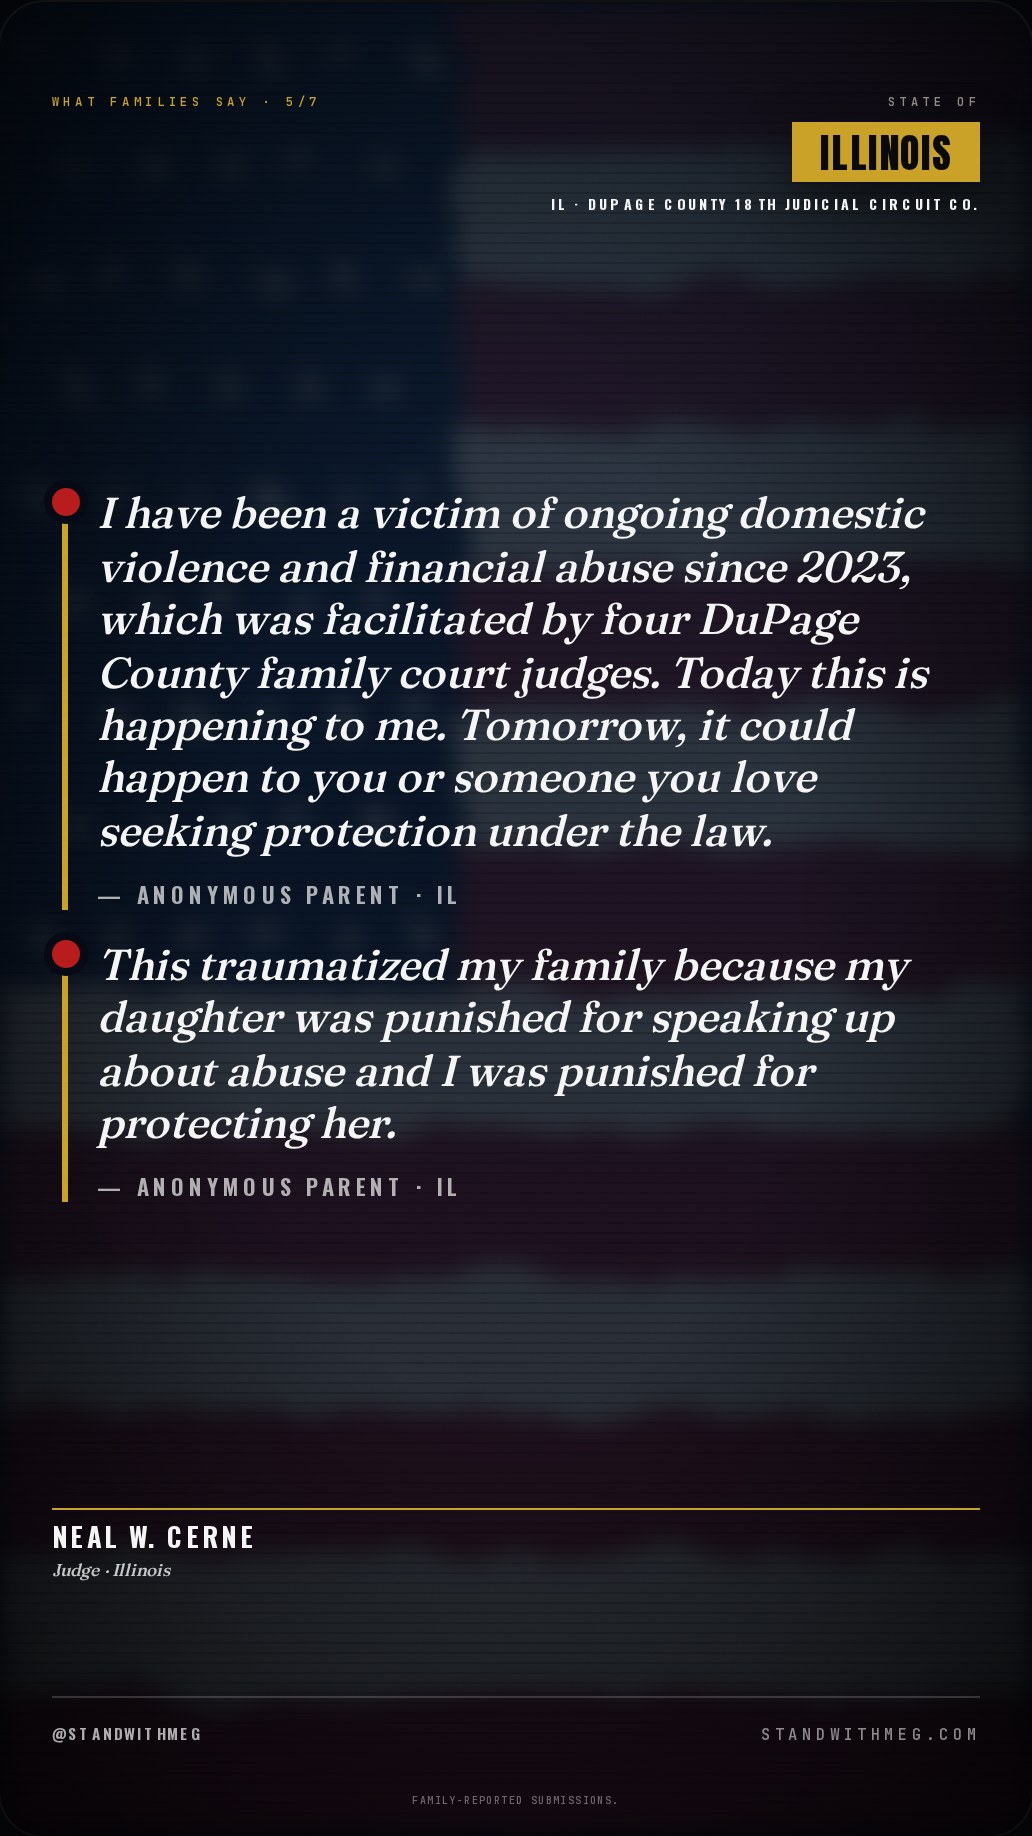 WHAT FAMILIES SAY · 5/7
STATE OF
ILLINOIS
IL · DUPAGE COUNTY 18TH JUDICIAL CIRCUIT CO.
I have been a victim of ongoing domestic
violence and financial abuse since 2023,
which was facilitated by four DuPage
County family court judges. Today this is
happening to me. Tomorrow, it could
happen to you or someone you love
seeking protection under the law.
— ANONYMOUS PARENT · IL
This traumatized my family because my
daughter was punished for speaking up
about abuse and I was punished for
protecting her.
— ANONYMOUS PARENT · IL
NEAL W. CERNE
Judge · Illinois
@STANDWITHMEG
STANDWITHMEG.COM
FAMILY-REPORTED SUBMISSIONS.